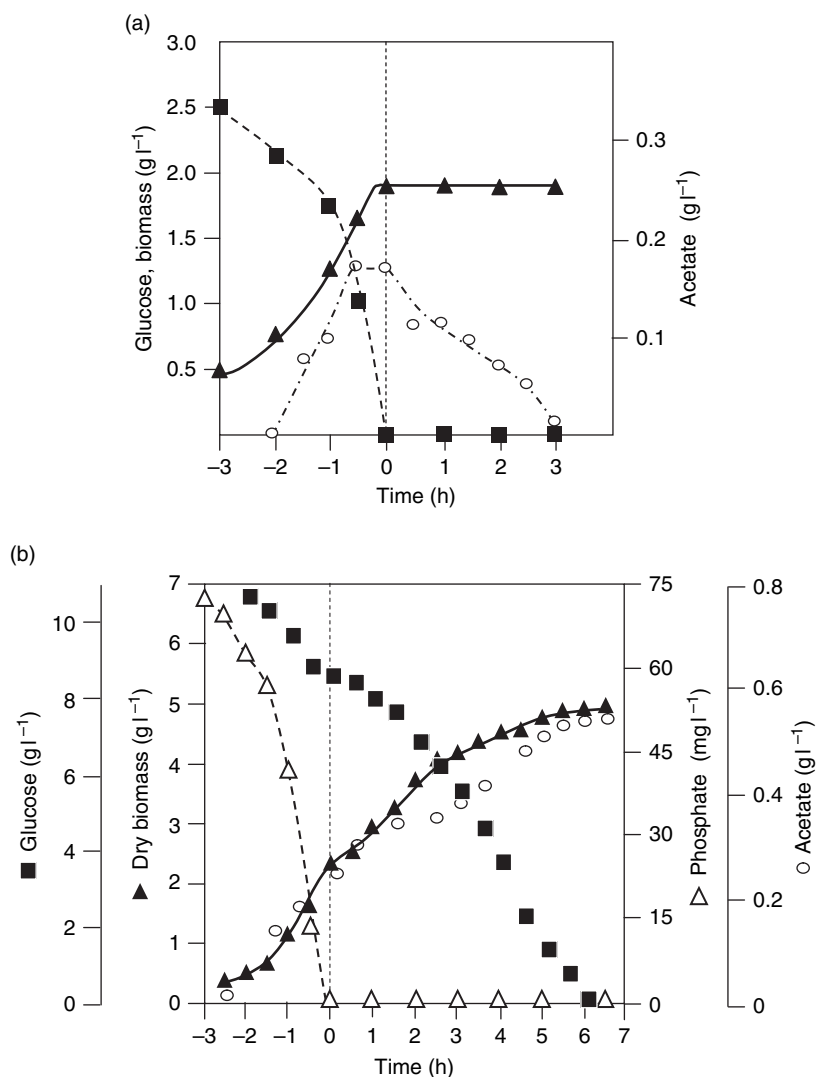 (a)
3.0
2.5
2.0
1.5
1.0
0.5
Glucose, biomass (g l⁻¹)
0.3
0.2
0.1
Acetate (g l⁻¹)
–3 –2 –1 0 1 2 3
Time (h)
(b)
10
8
6
4
2
0
Glucose (g l⁻¹)
7
6
5
4
3
2
1
0
Dry biomass (g l⁻¹)
75
60
45
30
15
0
Phosphate (mg l⁻¹)
0.8
0.6
0.4
0.2
0
Acetate (g l⁻¹)
–3 –2 –1 0 1 2 3 4 5 6 7
Time (h)